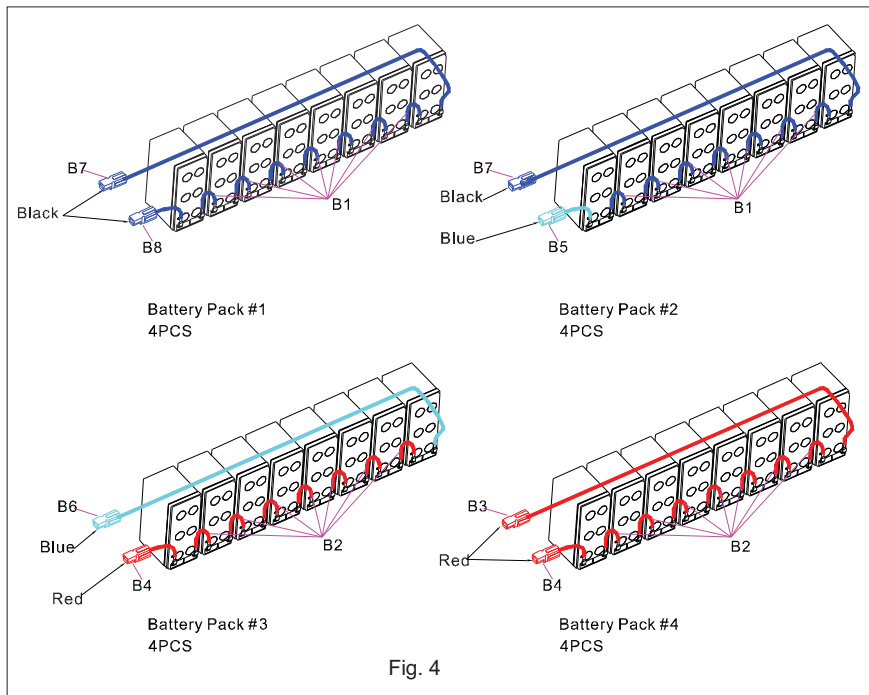 B7
Black
B8
B1
Battery Pack #1
4PCS
B7
Black
Blue
B5
B1
Battery Pack #2
4PCS
B6
Blue
Red
B4
B2
Battery Pack #3
4PCS
B3
Red
B4
B2
Battery Pack #4
4PCS
Fig. 4